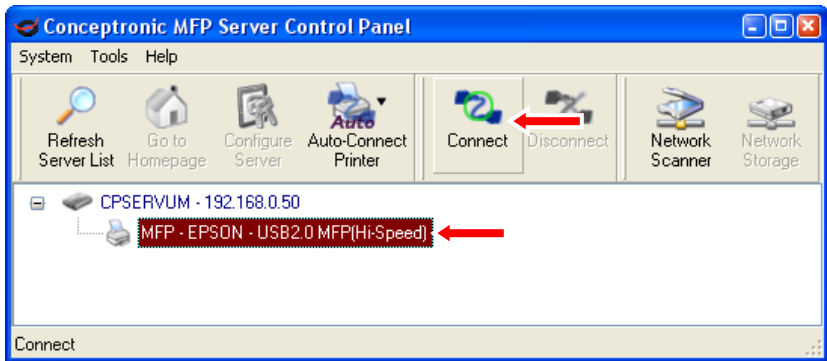 Conceptronic MFP Server Control Panel
System Tools Help
Auto
Refresh Server List
Go to Homepage
Configure Server
Auto-Connect Printer
Connect
Disconnect
Network Scanner
Network Storage
CPSERVUM - 192.168.0.50
MFP - EPSON - USB2.0 MFP(Hi-Speed)
Connect